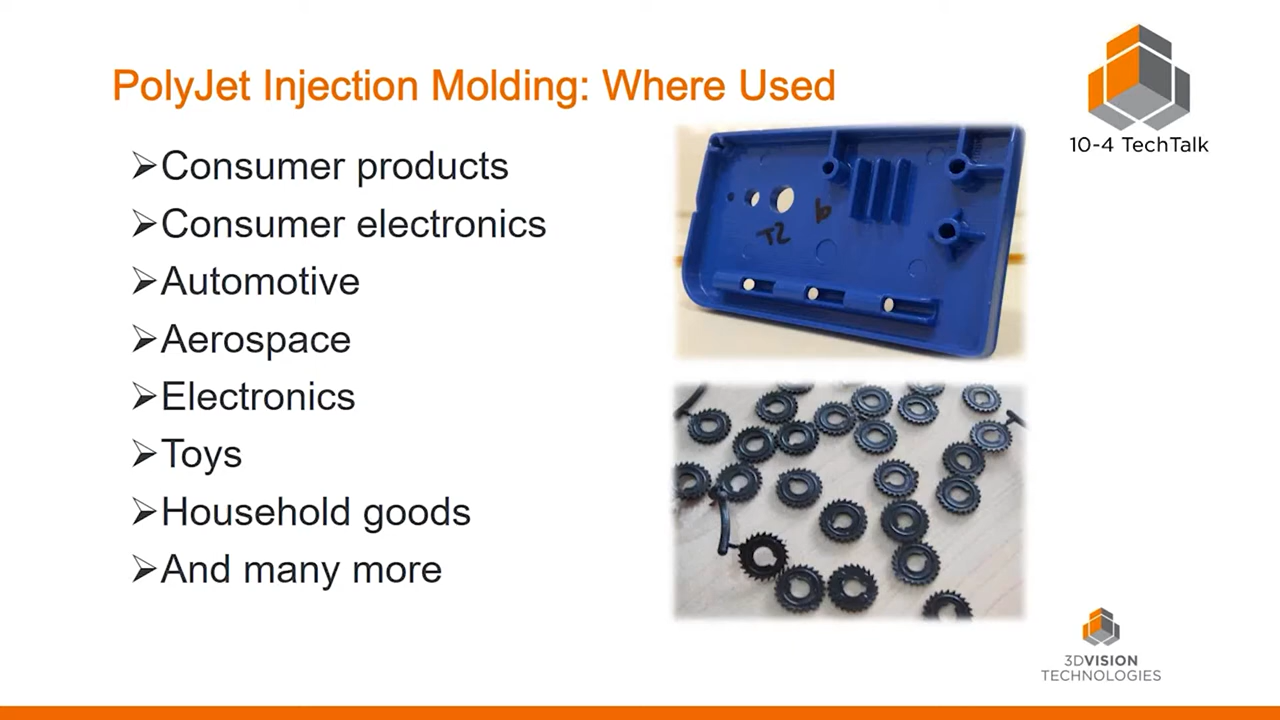 PolyJet Injection Molding: Where Used
10-4 TechTalk
Consumer products
Consumer electronics
Automotive
Aerospace
Electronics
Toys
Household goods
And many more
T2
b
3DVISION
TECHNOLOGIES